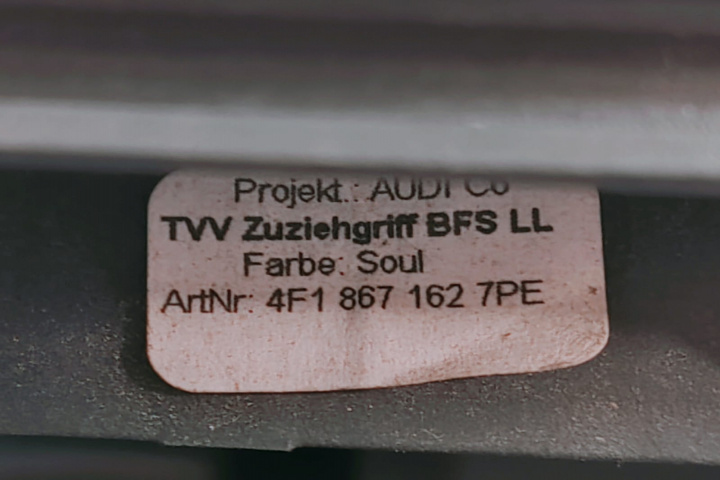 Projekt.: AUDI C6
TVV Zuziehgriff BFS LL
Farbe: Soul
ArtNr: 4F1 867 162 7PE